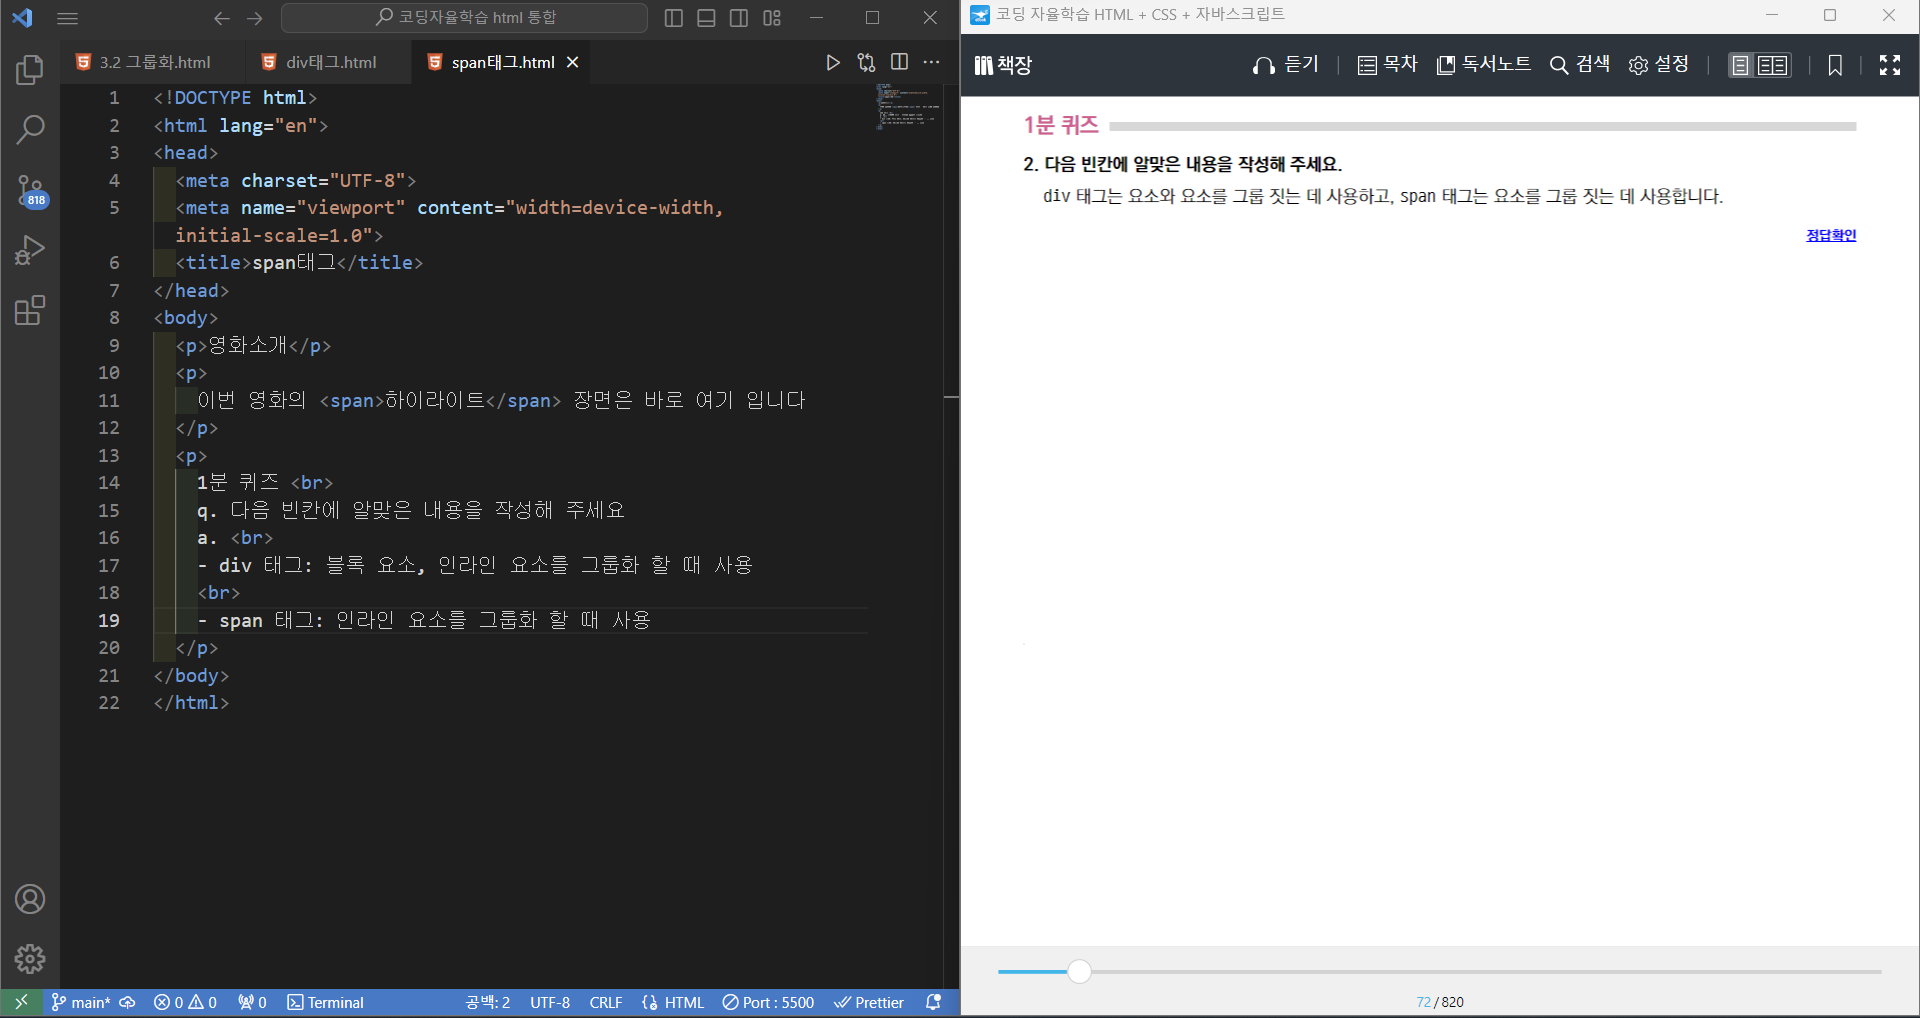 코딩자율학습 html 통합
3.2 그룹화.html
div태그.html
span태그.html
1 <!DOCTYPE html>
2 <html lang="en">
3 <head>
4 <meta charset="UTF-8">
5 <meta name="viewport" content="width=device-width,
initial-scale=1.0">
6 <title>span태그</title>
7 </head>
8 <body>
9 <p>영화소개</p>
10 <p>
11 이번 영화의 <span>하이라이트</span> 장면은 바로 여기 입니다
12 </p>
13 <p>
14 1분 퀴즈 <br>
15 q. 다음 빈칸에 알맞은 내용을 작성해 주세요
16 a. <br>
17 - div 태그: 블록 요소, 인라인 요소를 그룹화 할 때 사용
18 <br>
19 - span 태그: 인라인 요소를 그룹화 할 때 사용
20 </p>
21 </body>
22 </html>
818
main* 0 0 0 Terminal 공백: 2 UTF-8 CRLF HTML Port : 5500 Prettier
코딩 자율학습 HTML + CSS + 자바스크립트
책장 듣기 목차 독서노트 검색 설정
1분 퀴즈
2. 다음 빈칸에 알맞은 내용을 작성해 주세요.
div 태그는 요소와 요소를 그룹 짓는 데 사용하고, span 태그는 요소를 그룹 짓는 데 사용합니다.
정답확인
72 / 820